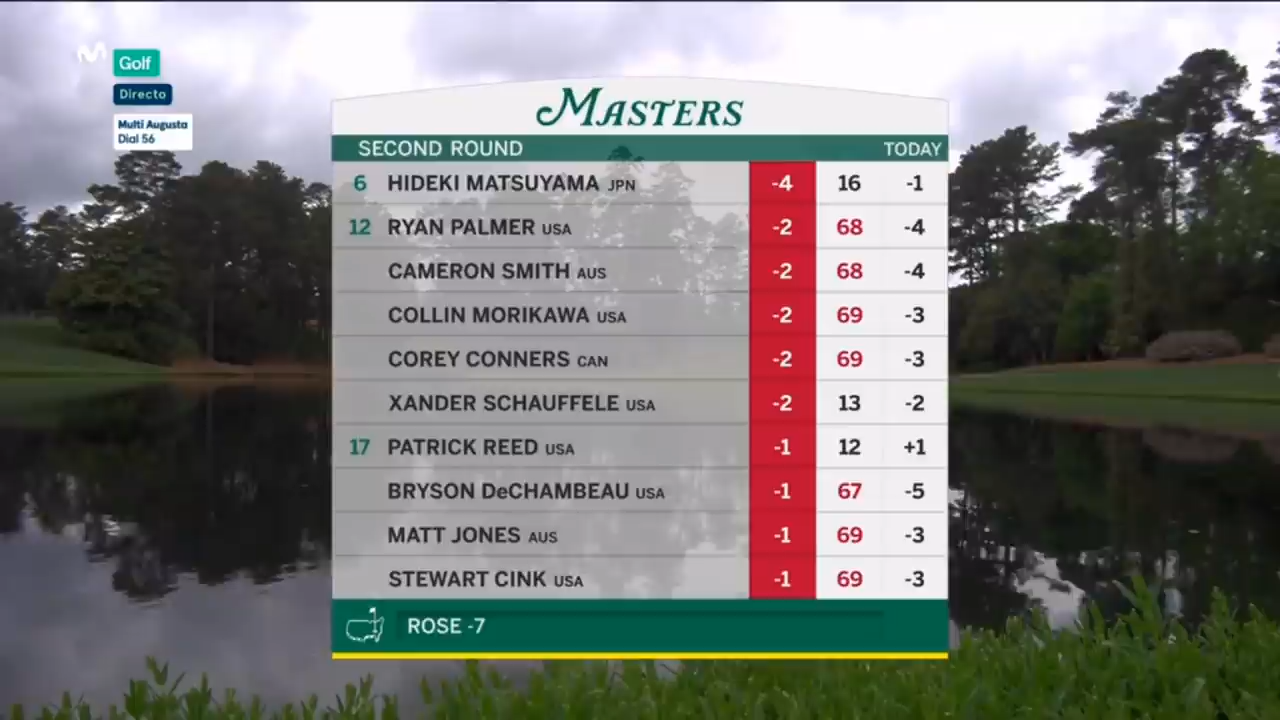 Golf
Directo
Multi Augusta
Dial 56
MASTERS
SECOND ROUND TODAY
6 HIDEKI MATSUYAMA JPN -4 16 -1
12 RYAN PALMER USA -2 68 -4
CAMERON SMITH AUS -2 68 -4
COLLIN MORIKAWA USA -2 69 -3
COREY CONNERS CAN -2 69 -3
XANDER SCHAUFFELE USA -2 13 -2
17 PATRICK REED USA -1 12 +1
BRYSON DeCHAMBEAU USA -1 67 -5
MATT JONES AUS -1 69 -3
STEWART CINK USA -1 69 -3
ROSE -7